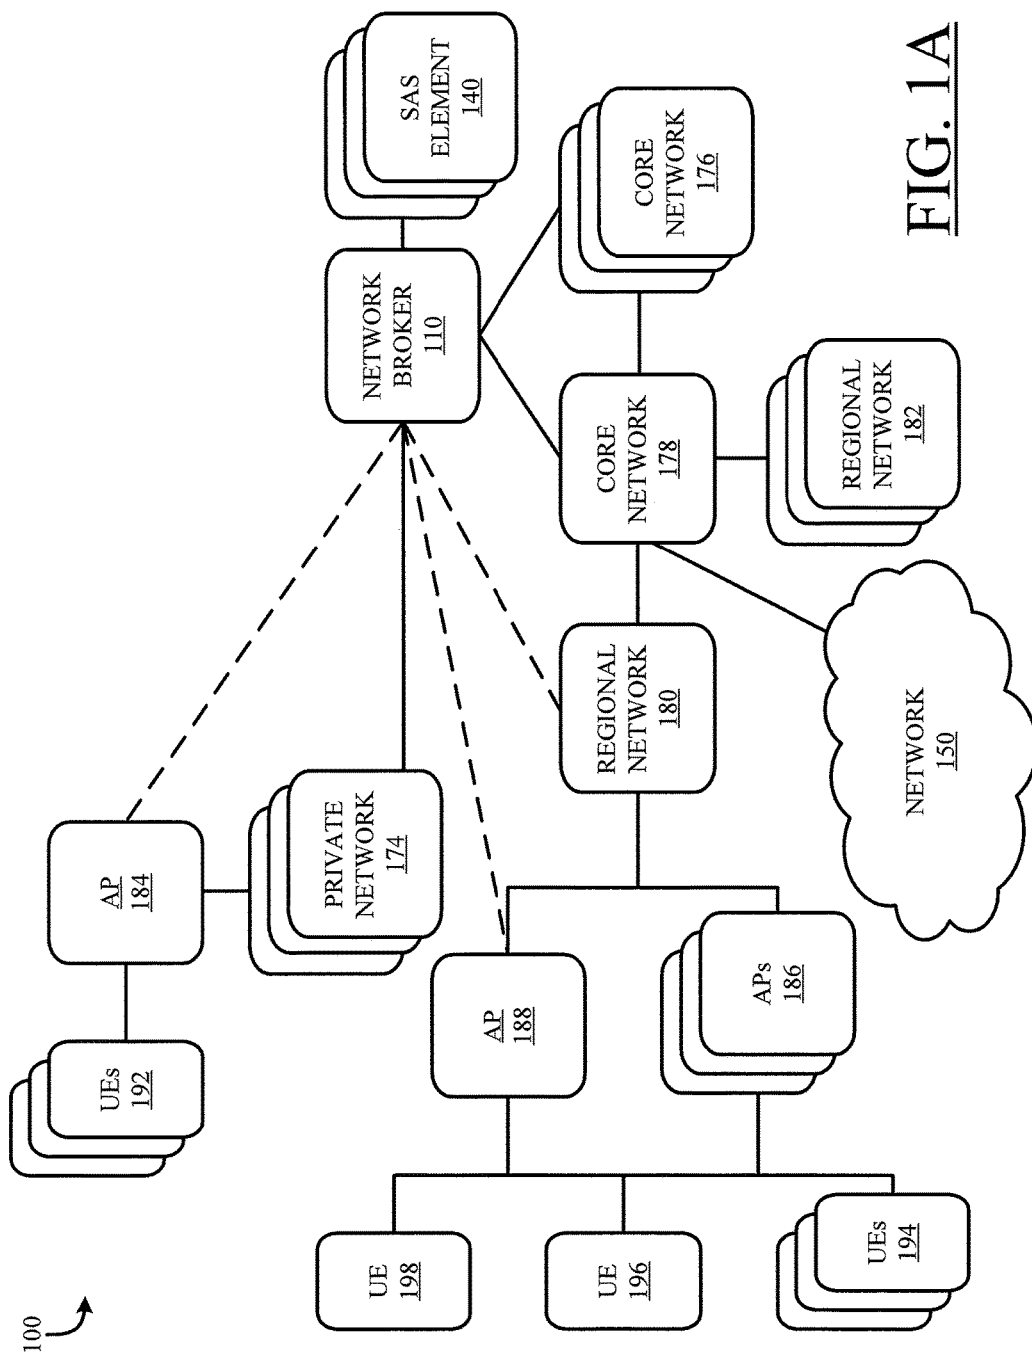 100
UEs
192
AP
184
PRIVATE
NETWORK
174
NETWORK
BROKER
110
SAS
ELEMENT
140
UE
198
AP
188
REGIONAL
NETWORK
180
CORE
NETWORK
178
CORE
NETWORK
176
UE
196
APs
186
UEs
194
NETWORK
150
REGIONAL
NETWORK
182
FIG. 1A